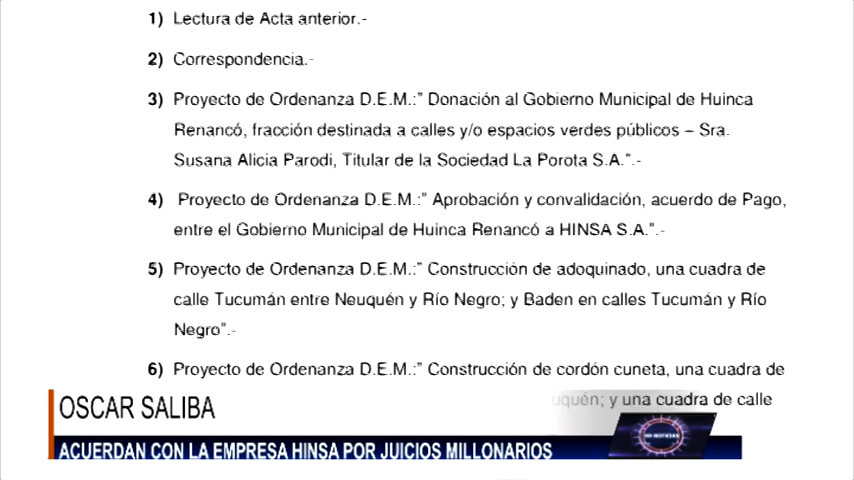 1) Lectura de Acta anterior.-
2) Correspondencia.-
3) Proyecto de Ordenanza D.E.M.:" Donación al Gobierno Municipal de Huinca
Renancó, fracción destinada a calles y/o espacios verdes públicos – Sra.
Susana Alicia Parodi, Titular de la Sociedad La Porota S.A.".-
4) Proyecto de Ordenanza D.E.M.:" Aprobación y convalidación, acuerdo de Pago,
entre el Gobierno Municipal de Huinca Renancó a HINSA S.A.".-
5) Proyecto de Ordenanza D.E.M.:" Construcción de adoquinado, una cuadra de
calle Tucumán entre Neuquén y Río Negro; y Baden en calles Tucumán y Río
Negro".-
6) Proyecto de Ordenanza D.E.M.:" Construcción de cordón cuneta, una cuadra de
uquén; y una cuadra de calle
OSCAR SALIBA
HR NOTICIAS
ACUERDAN CON LA EMPRESA HINSA POR JUICIOS MILLONARIOS